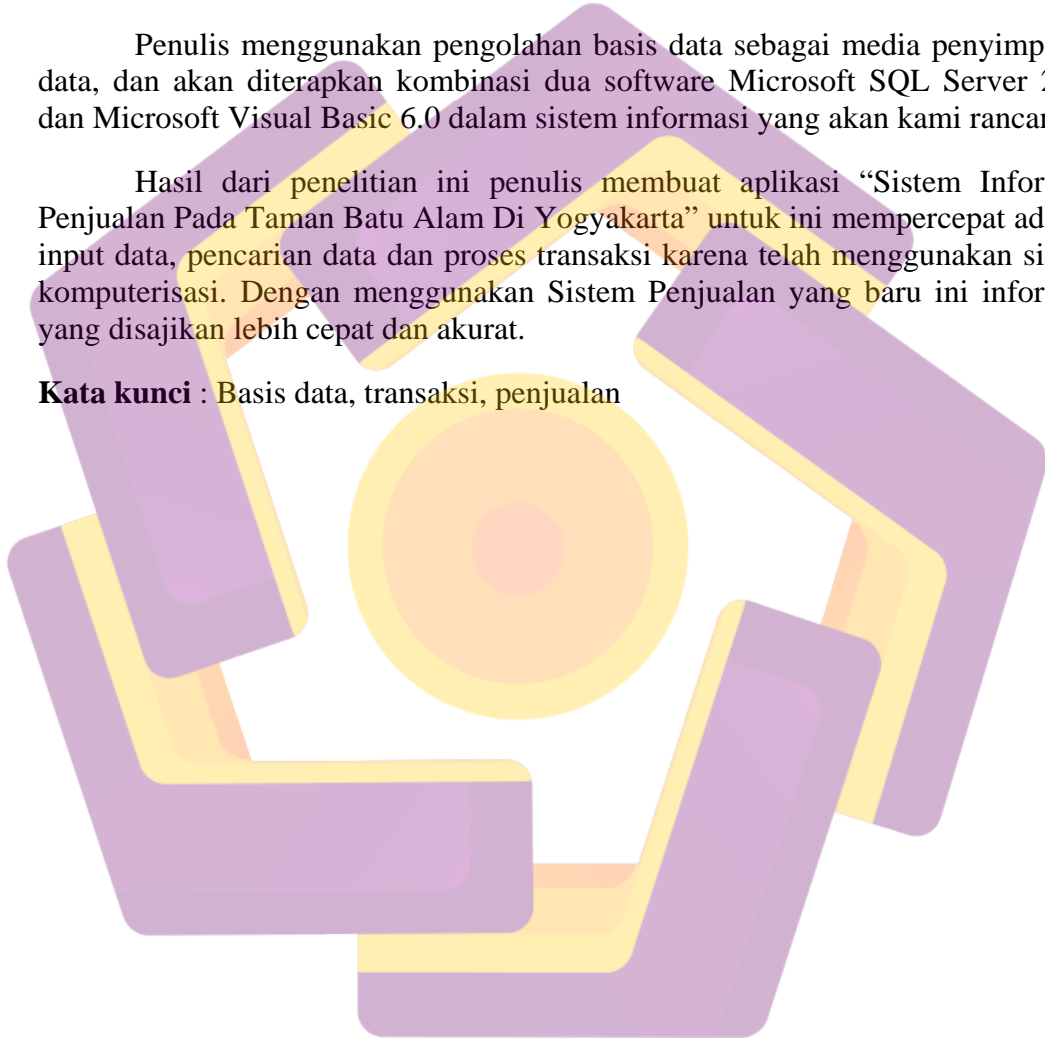 Penulis menggunakan pengolahan basis data sebagai media penyimp
data, dan akan diterapkan kombinasi dua software Microsoft SQL Server
dan Microsoft Visual Basic 6.0 dalam sistem informasi yang akan kami rancan
Hasil dari penelitian ini penulis membuat aplikasi “Sistem Infor
Penjualan Pada Taman Batu Alam Di Yogyakarta” untuk ini mempercepat ad
input data, pencarian data dan proses transaksi karena telah menggunakan si
komputerisasi. Dengan menggunakan Sistem Penjualan yang baru ini infor
yang disajikan lebih cepat dan akurat.
Kata kunci : Basis data, transaksi, penjualan